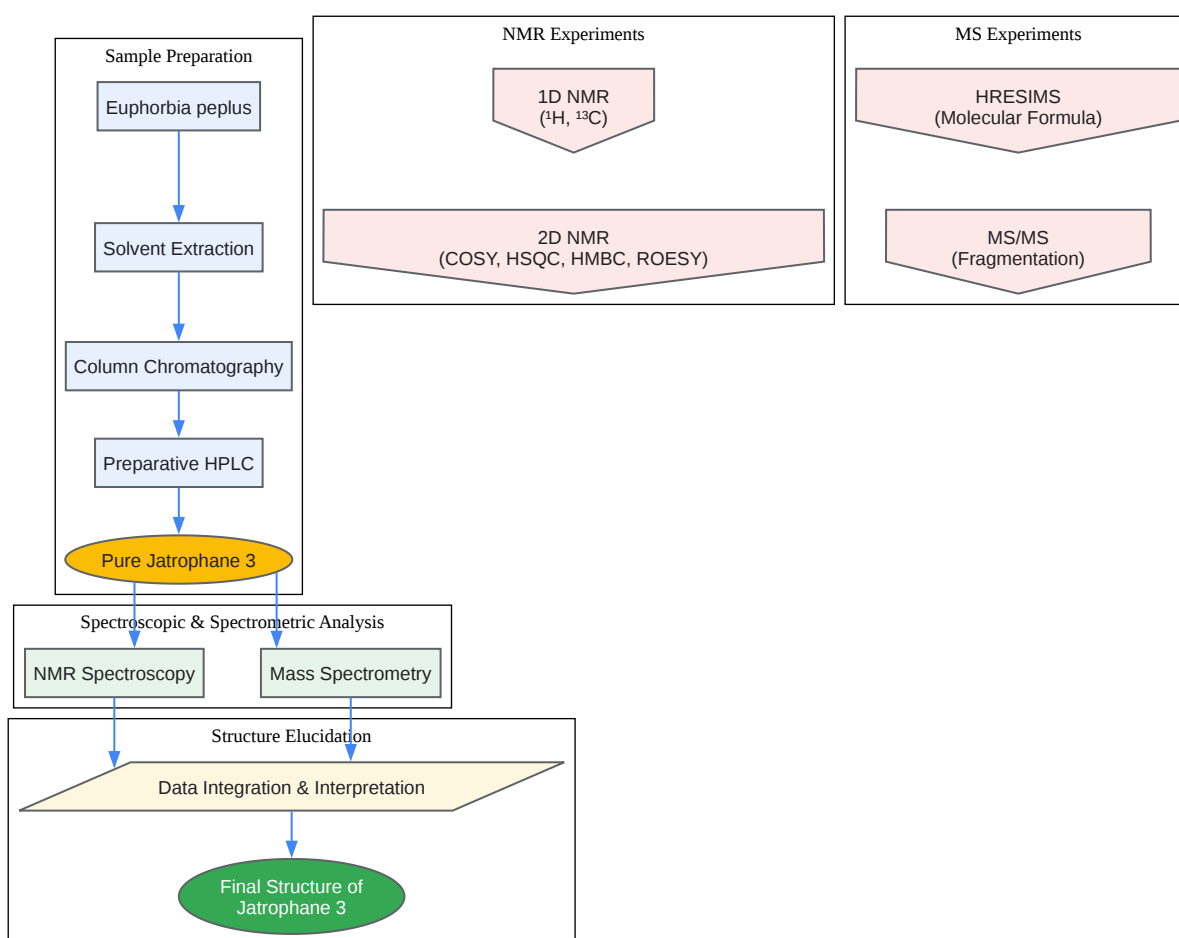 Sample Preparation
Euphorbia peplus
Solvent Extraction
Column Chromatography
Preparative HPLC
Pure Jatrophane 3
NMR Experiments
1D NMR
(¹H, ¹³C)
2D NMR
(COSY, HSQC, HMBC, ROESY)
MS Experiments
HRESIMS
(Molecular Formula)
MS/MS
(Fragmentation)
Spectroscopic & Spectrometric Analysis
NMR Spectroscopy
Mass Spectrometry
Structure Elucidation
Data Integration & Interpretation
Final Structure of
Jatrophane 3